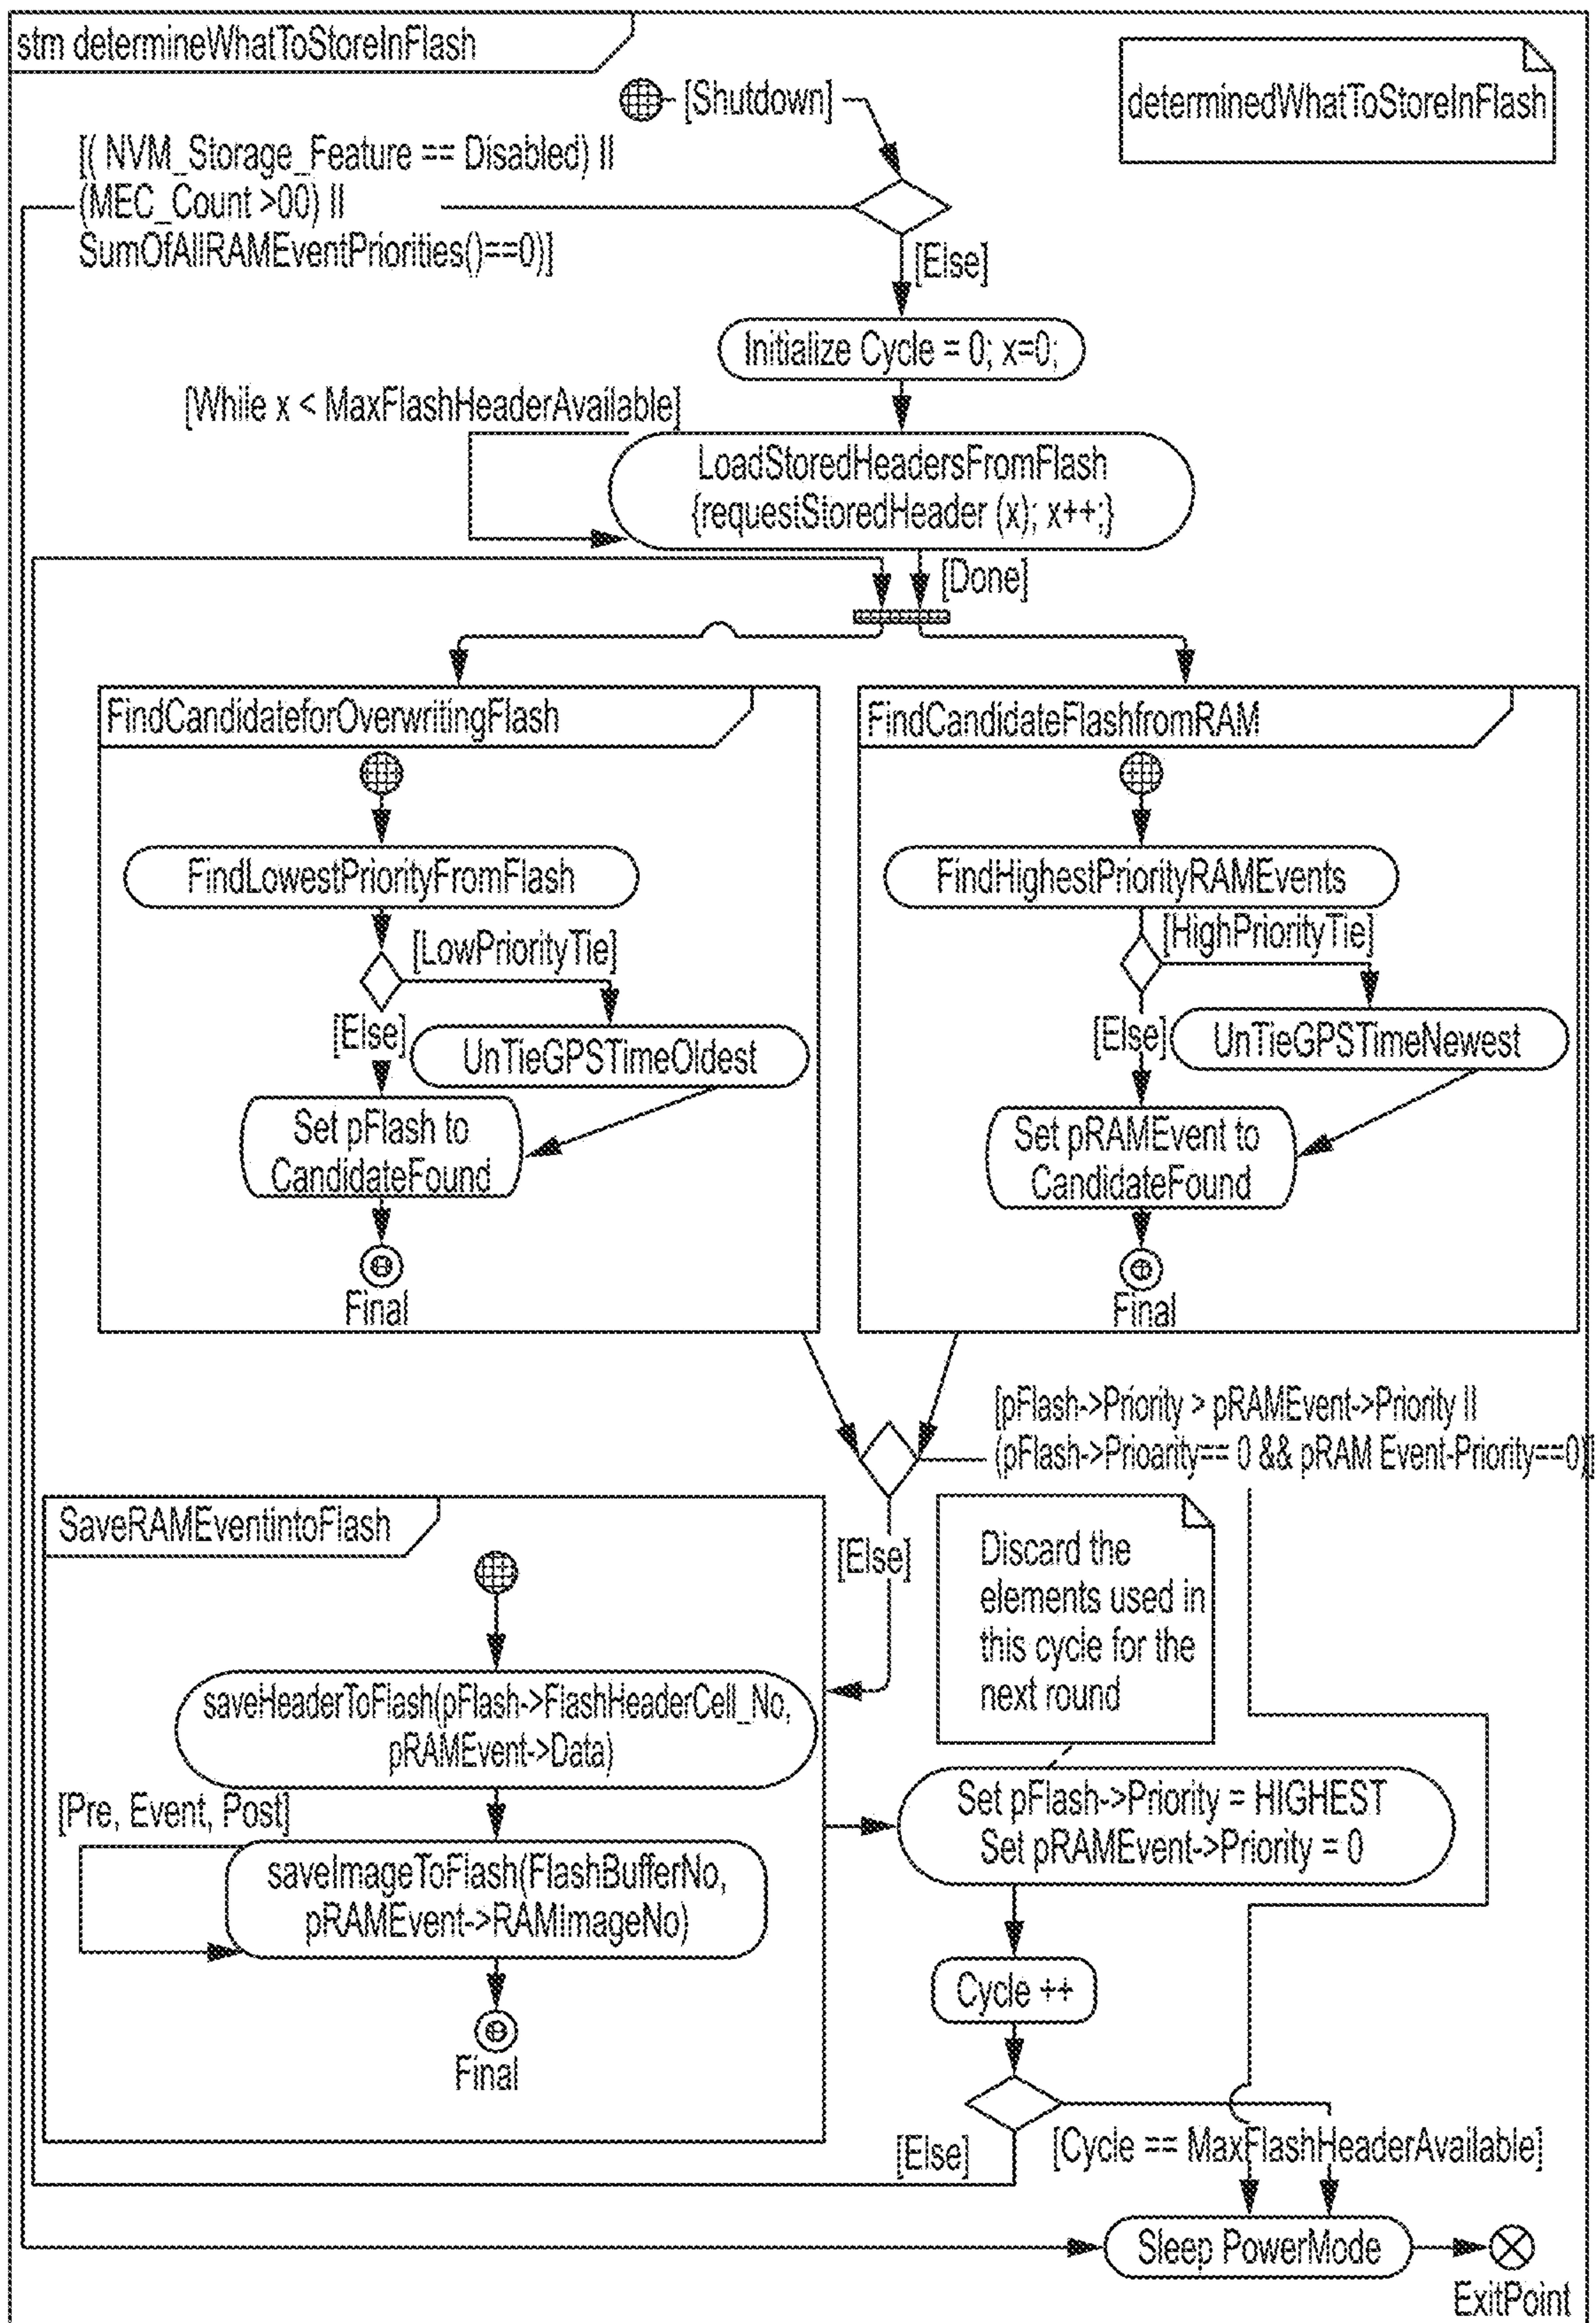 stm determineWhatToStoreInFlash
determinedWhatToStoreInFlash
[Shutdown]
[( NVM_Storage_Feature == Disabled) II
(MEC_Count >00) II
SumOfAllRAMEventPriorities()==0)]
[Else]
Initialize Cycle = 0; x=0;
[While x < MaxFlashHeaderAvailable]
LoadStoredHeadersFromFlash
{requestStoredHeader (x); x++;}
[Done]
FindCandidateforOverwritingFlash
FindLowestPriorityFromFlash
[LowPriorityTie]
[Else]
UnTieGPSTimeOldest
Set pFlash to
CandidateFound
Final
FindCandidateFlashfromRAM
FindHighestPriorityRAMEvents
[HighPriorityTie]
[Else]
UnTieGPSTimeNewest
Set pRAMEvent to
CandidateFound
Final
[pFlash->Priority > pRAMEvent->Priority II
(pFlash->Prioarity== 0 && pRAM Event-Priority==0)]
[Else]
SaveRAMEventintoFlash
saveHeaderToFlash(pFlash->FlashHeaderCell_No,
pRAMEvent->Data)
[Pre, Event, Post]
saveImageToFlash(FlashBufferNo,
pRAMEvent->RAMImageNo)
Final
Discard the
elements used in
this cycle for the
next round
Set pFlash->Priority = HIGHEST
Set pRAMEvent->Priority = 0
Cycle ++
[Else]
[Cycle == MaxFlashHeaderAvailable]
Sleep PowerMode
ExitPoint